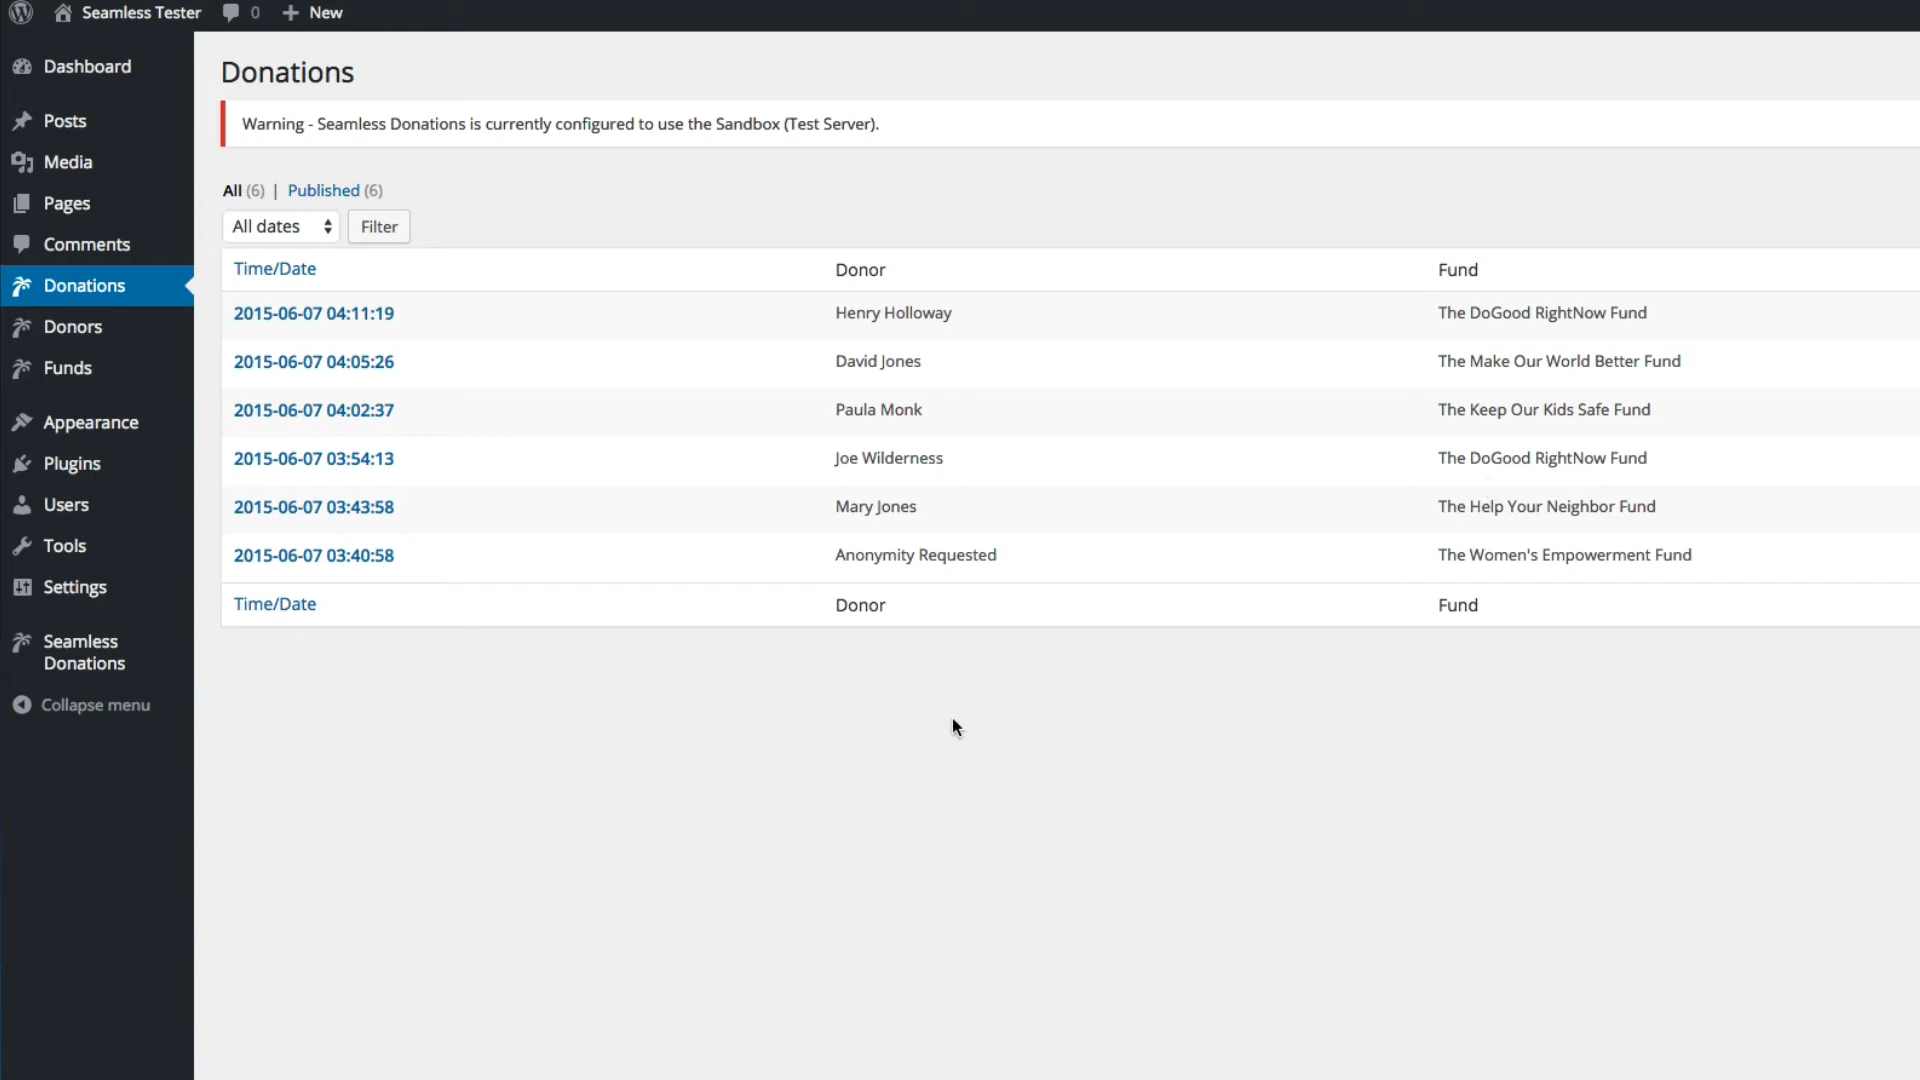 Seamless Tester 0 New
Dashboard
Posts
Media
Pages
Comments
Donations
Donors
Funds
Appearance
Plugins
Users
Tools
Settings
Seamless
Donations
Collapse menu
Donations
Warning - Seamless Donations is currently configured to use the Sandbox (Test Server).
All (6) | Published (6)
All dates Filter
Time/Date Donor Fund
2015-06-07 04:11:19 Henry Holloway The DoGood RightNow Fund
2015-06-07 04:05:26 David Jones The Make Our World Better Fund
2015-06-07 04:02:37 Paula Monk The Keep Our Kids Safe Fund
2015-06-07 03:54:13 Joe Wilderness The DoGood RightNow Fund
2015-06-07 03:43:58 Mary Jones The Help Your Neighbor Fund
2015-06-07 03:40:58 Anonymity Requested The Women's Empowerment Fund
Time/Date Donor Fund